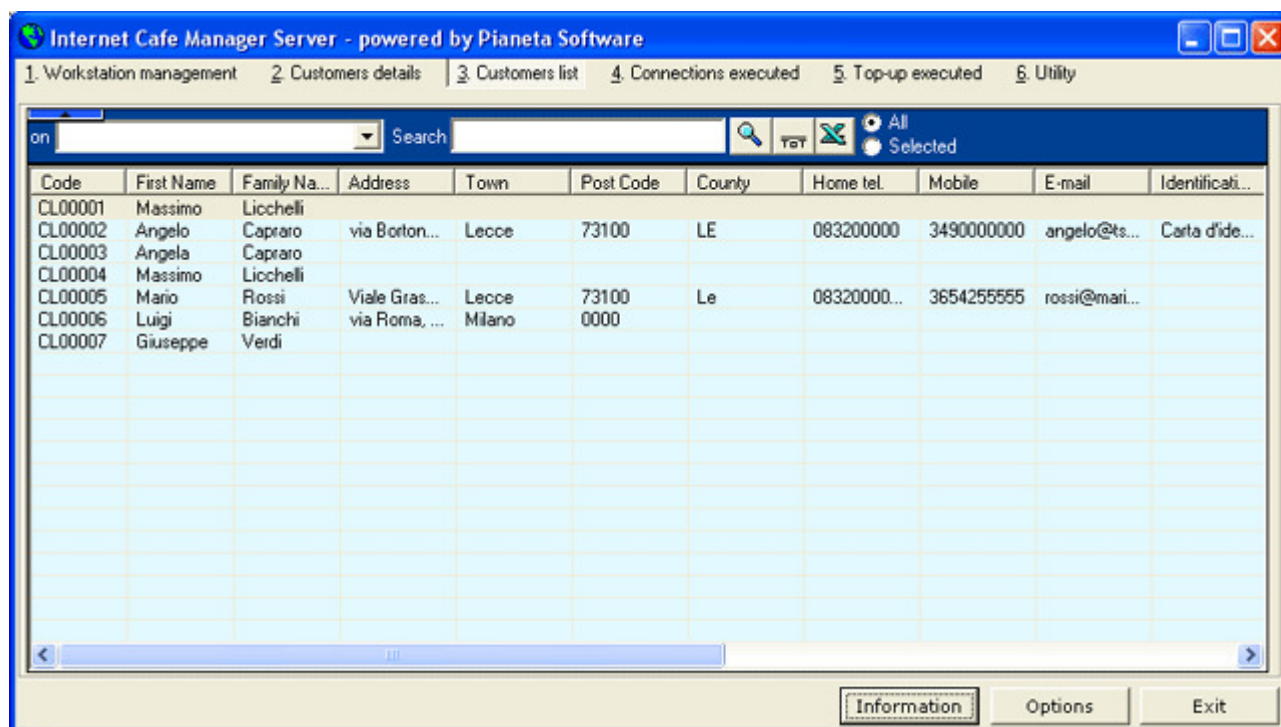 Internet Cafe Manager Server - powered by Pianeta Software
1. Workstation management 2. Customers details 3. Customers list 4. Connections executed 5. Top-up executed 6. Utility
on Search TOT All
Selected
Code First Name Family Na... Address Town Post Code County Home tel. Mobile E-mail Identificati...
CL00001 Massimo Licchelli
CL00002 Angelo Capraro via Borton... Lecce 73100 LE 083200000 3490000000 angelo@ts... Carta d'ide...
CL00003 Angela Capraro
CL00004 Massimo Licchelli
CL00005 Mario Rossi Viale Gras... Lecce 73100 Le 08320000... 3654255555 rossi@mari...
CL00006 Luigi Bianchi via Roma, ... Milano 0000
CL00007 Giuseppe Verdi
Information Options Exit